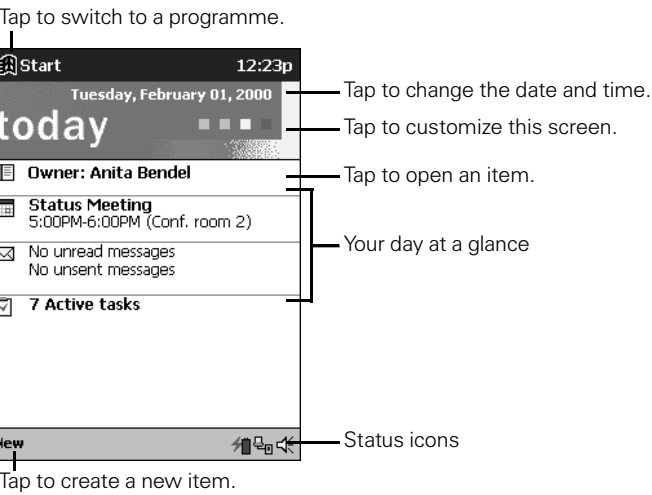 Tap to switch to a programme.
Start 12:23p
Tuesday, February 01, 2000
Tap to change the date and time.
today
Tap to customize this screen.
Owner: Anita Bendel
Tap to open an item.
Status Meeting
5:00PM-6:00PM (Conf. room 2)
Your day at a glance
No unread messages
No unsent messages
7 Active tasks
New
Status icons
Tap to create a new item.